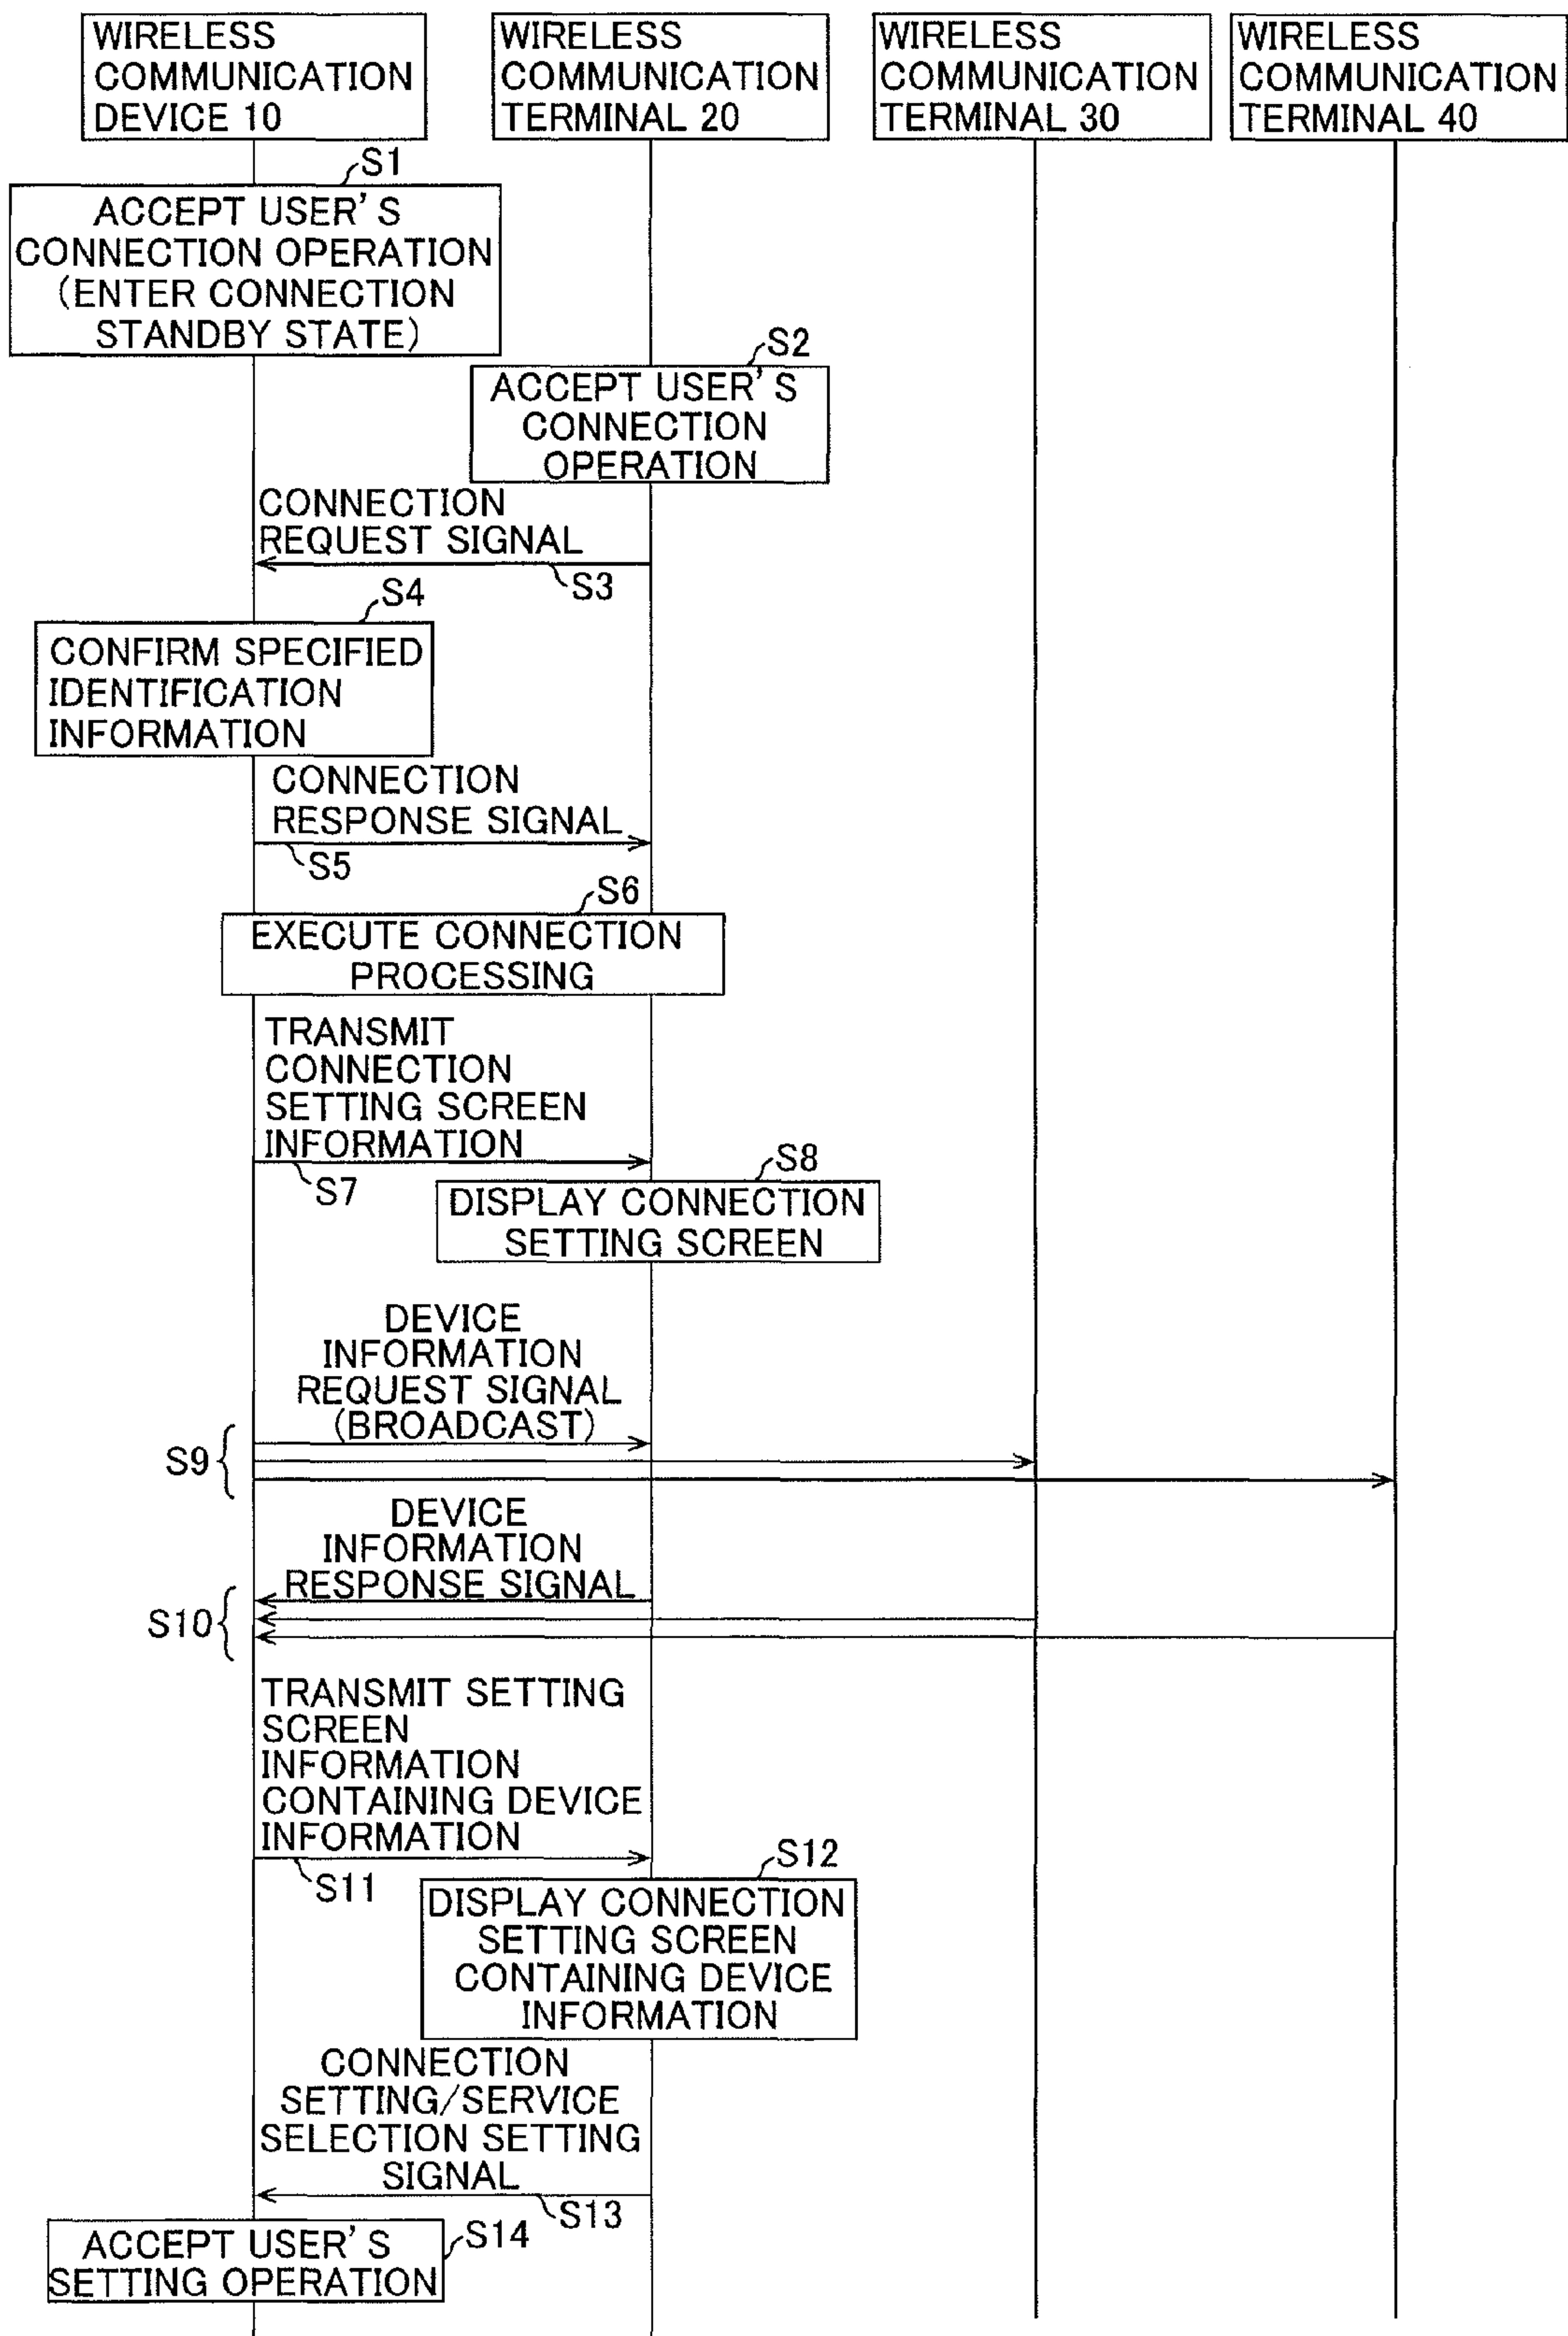 WIRELESS
COMMUNICATION
DEVICE 10
WIRELESS
COMMUNICATION
TERMINAL 20
WIRELESS
COMMUNICATION
TERMINAL 30
WIRELESS
COMMUNICATION
TERMINAL 40
S1
ACCEPT USER'S
CONNECTION OPERATION
(ENTER CONNECTION
STANDBY STATE)
S2
ACCEPT USER'S
CONNECTION
OPERATION
CONNECTION
REQUEST SIGNAL
S3
S4
CONFIRM SPECIFIED
IDENTIFICATION
INFORMATION
CONNECTION
RESPONSE SIGNAL
S5
S6
EXECUTE CONNECTION
PROCESSING
TRANSMIT
CONNECTION
SETTING SCREEN
INFORMATION
S7
S8
DISPLAY CONNECTION
SETTING SCREEN
DEVICE
INFORMATION
REQUEST SIGNAL
(BROADCAST)
S9
DEVICE
INFORMATION
RESPONSE SIGNAL
S10
TRANSMIT SETTING
SCREEN
INFORMATION
CONTAINING DEVICE
INFORMATION
S11
S12
DISPLAY CONNECTION
SETTING SCREEN
CONTAINING DEVICE
INFORMATION
CONNECTION
SETTING/SERVICE
SELECTION SETTING
SIGNAL
S13
S14
ACCEPT USER'S
SETTING OPERATION